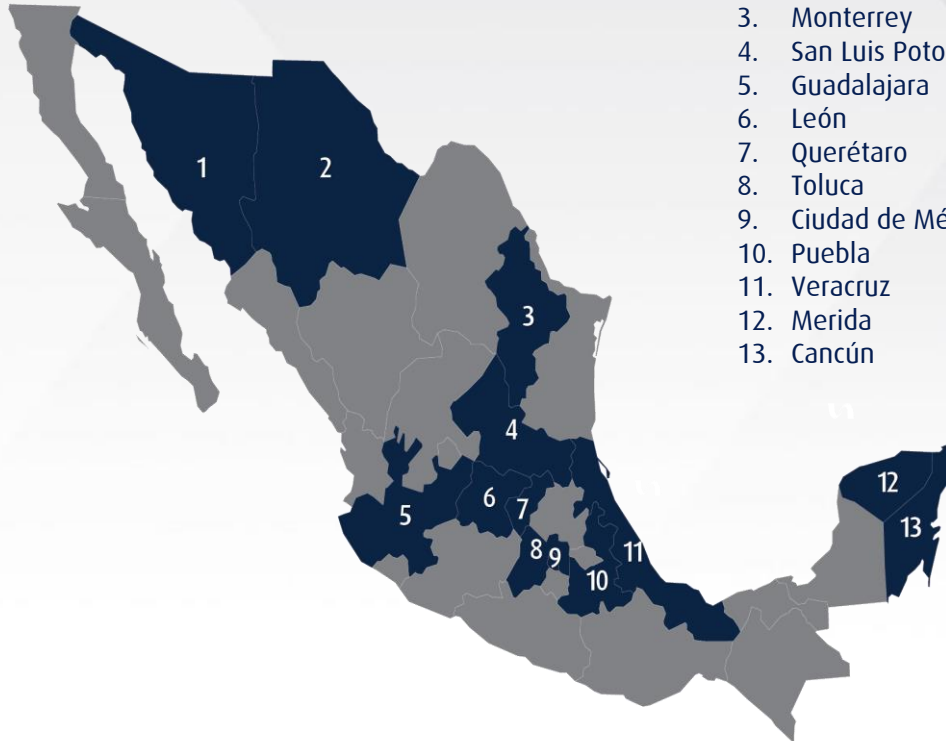 3. Monterrey
4. San Luis Poto
5. Guadalajara
6. León
7. Querétaro
8. Toluca
9. Ciudad de Mé
10. Puebla
11. Veracruz
12. Merida
13. Cancún
1
2
3
4
5
6
7
8
9
10
11
12
13